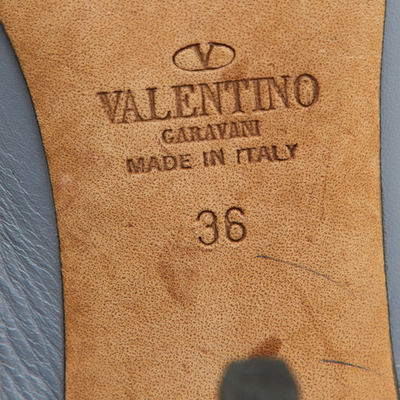 V
VALENTINO
GARAVANI
MADE IN ITALY
36